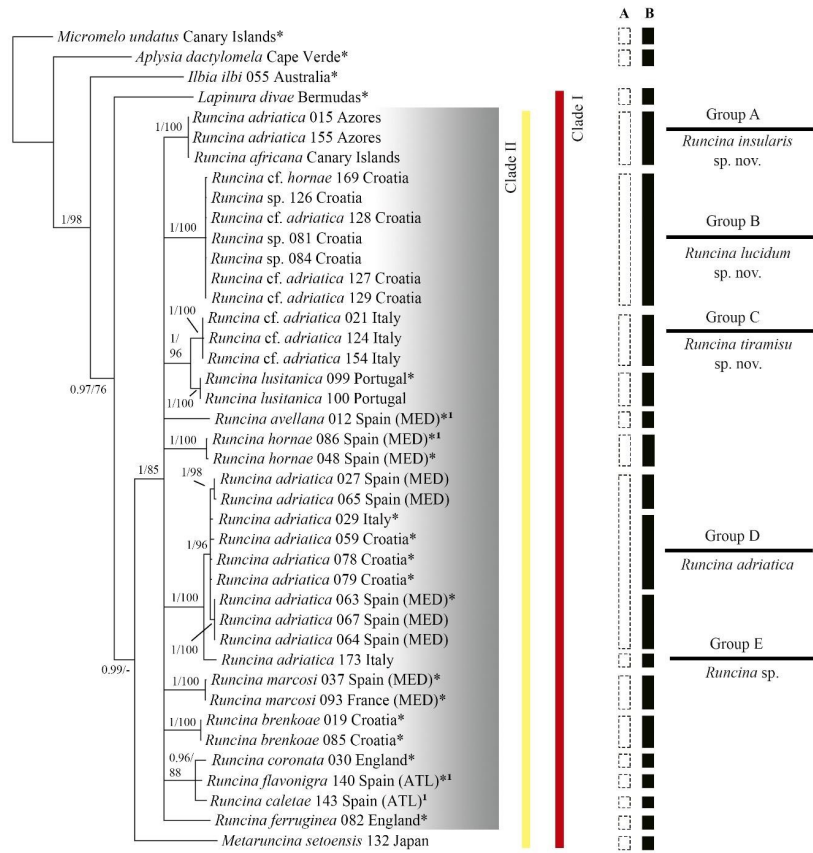 A B
Micromelo undatus Canary Islands*
Aplysia dactylomela Cape Verde*
Ilbia ilbi 055 Australia*
Lapinura divae Bermudas*
Runcina adriatica 015 Azores
Runcina adriatica 155 Azores
Runcina africana Canary Islands
Runcina cf. hornae 169 Croatia
Runcina sp. 126 Croatia
Runcina cf. adriatica 128 Croatia
Runcina sp. 081 Croatia
Runcina sp. 084 Croatia
Runcina cf. adriatica 127 Croatia
Runcina cf. adriatica 129 Croatia
Runcina cf. adriatica 021 Italy
Runcina cf. adriatica 124 Italy
Runcina cf. adriatica 154 Italy
Runcina lusitanica 099 Portugal*
Runcina lusitanica 100 Portugal
Runcina avellana 012 Spain (MED)*¹
Runcina hornae 086 Spain (MED)*¹
Runcina hornae 048 Spain (MED)*
Runcina adriatica 027 Spain (MED)
Runcina adriatica 065 Spain (MED)
Runcina adriatica 029 Italy*
Runcina adriatica 059 Croatia*
Runcina adriatica 078 Croatia*
Runcina adriatica 079 Croatia*
Runcina adriatica 063 Spain (MED)*
Runcina adriatica 067 Spain (MED)
Runcina adriatica 064 Spain (MED)
Runcina adriatica 173 Italy
Runcina marcosi 037 Spain (MED)*
Runcina marcosi 093 France (MED)*
Runcina brenkoae 019 Croatia*
Runcina brenkoae 085 Croatia*
Runcina coronata 030 England*
Runcina flavonigra 140 Spain (ATL)*¹
Runcina caletae 143 Spain (ATL)¹
Runcina ferruginea 082 England*
Metaruncina setoensis 132 Japan
1/98
0.97/76
0.99/-
1/85
1/100
1/100
1/100
1/
96
1/100
1/100
1/98
1/96
1/100
1/100
1/100
1/100
0.96/
88
Clade II
Clade I
Group A
Runcina insularis
sp. nov.
Group B
Runcina lucidum
sp. nov.
Group C
Runcina tiramisu
sp. nov.
Group D
Runcina adriatica
Group E
Runcina sp.